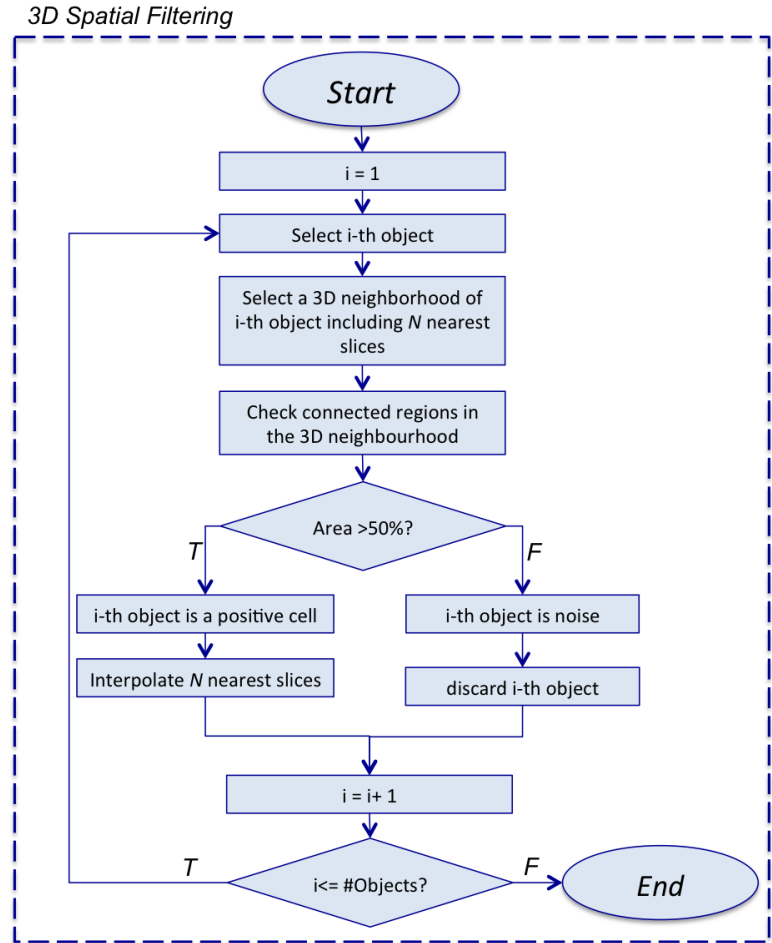 3D Spatial Filtering
Start
i = 1
Select i-th object
Select a 3D neighborhood of
i-th object including N nearest
slices
Check connected regions in
the 3D neighbourhood
Area >50%?
T
F
i-th object is a positive cell
i-th object is noise
Interpolate N nearest slices
discard i-th object
i = i+ 1
T
F
i<= #Objects?
End